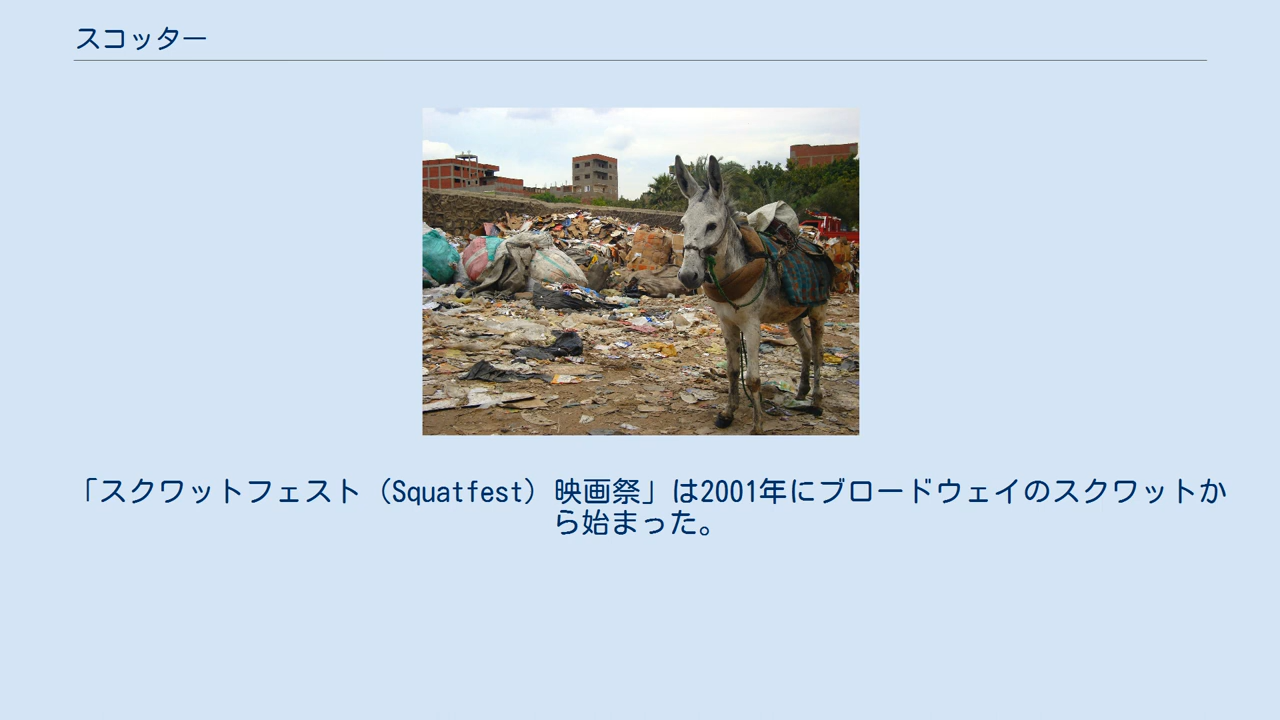 スコッター
「スクワットフェスト（Squatfest）映画祭」は2001年にブロードウェイのスクワットか
ら始まった。